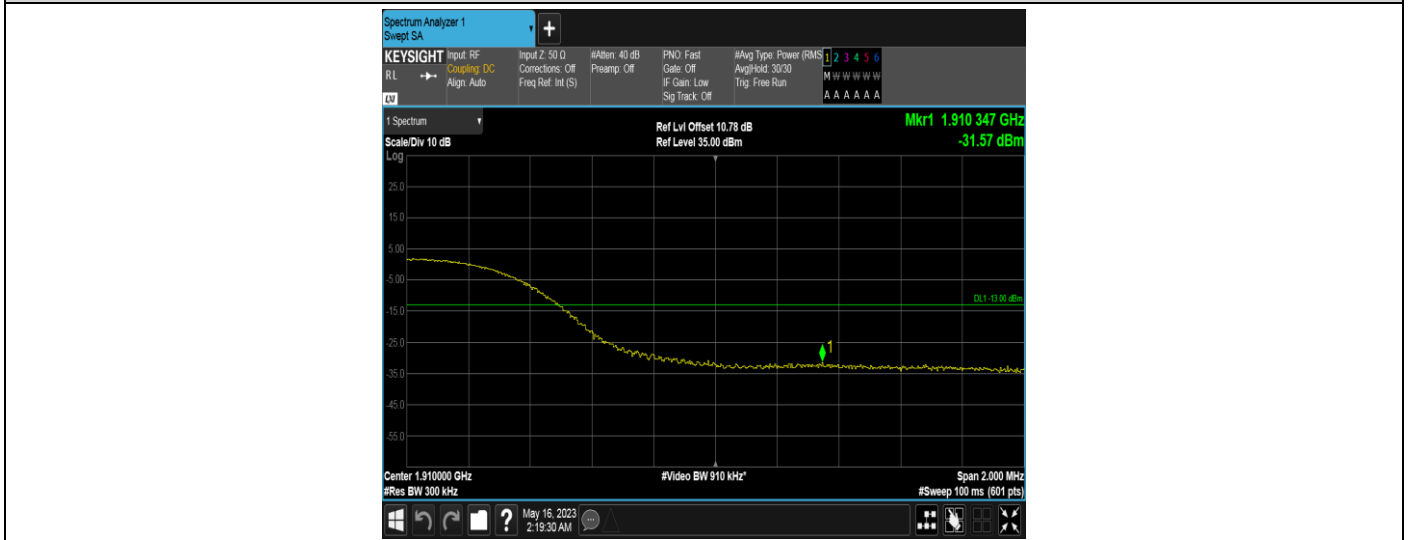 Spectrum Analyzer 1
Swept SA
+
KEYSIGHT
RL
Input: RF
Coupling: DC
Align: Auto
Input Z: 50 Ω
Corrections: Off
Freq Ref: Int (S)
#Atten: 40 dB
Preamp: Off
PNO: Fast
Gate: Off
IF Gain: Low
Sig Track: Off
#Avg Type: Power (RMS
Avg|Hold: 30/30
Trig: Free Run
1 2 3 4 5 6
M W W W W W
A A A A A A
LXI
1 Spectrum
Scale/Div 10 dB
Ref Lvl Offset 10.78 dB
Ref Level 35.00 dBm
Mkr1 1.910 347 GHz
-31.57 dBm
Log
25.0
15.0
5.00
-5.00
DL1 -13.00 dBm
-15.0
-25.0
1
-35.0
-45.0
-55.0
Center 1.910000 GHz
#Res BW 300 kHz
#Video BW 910 kHz*
Span 2.000 MHz
#Sweep 100 ms (601 pts)
?
May 16, 2023
2:19:30 AM